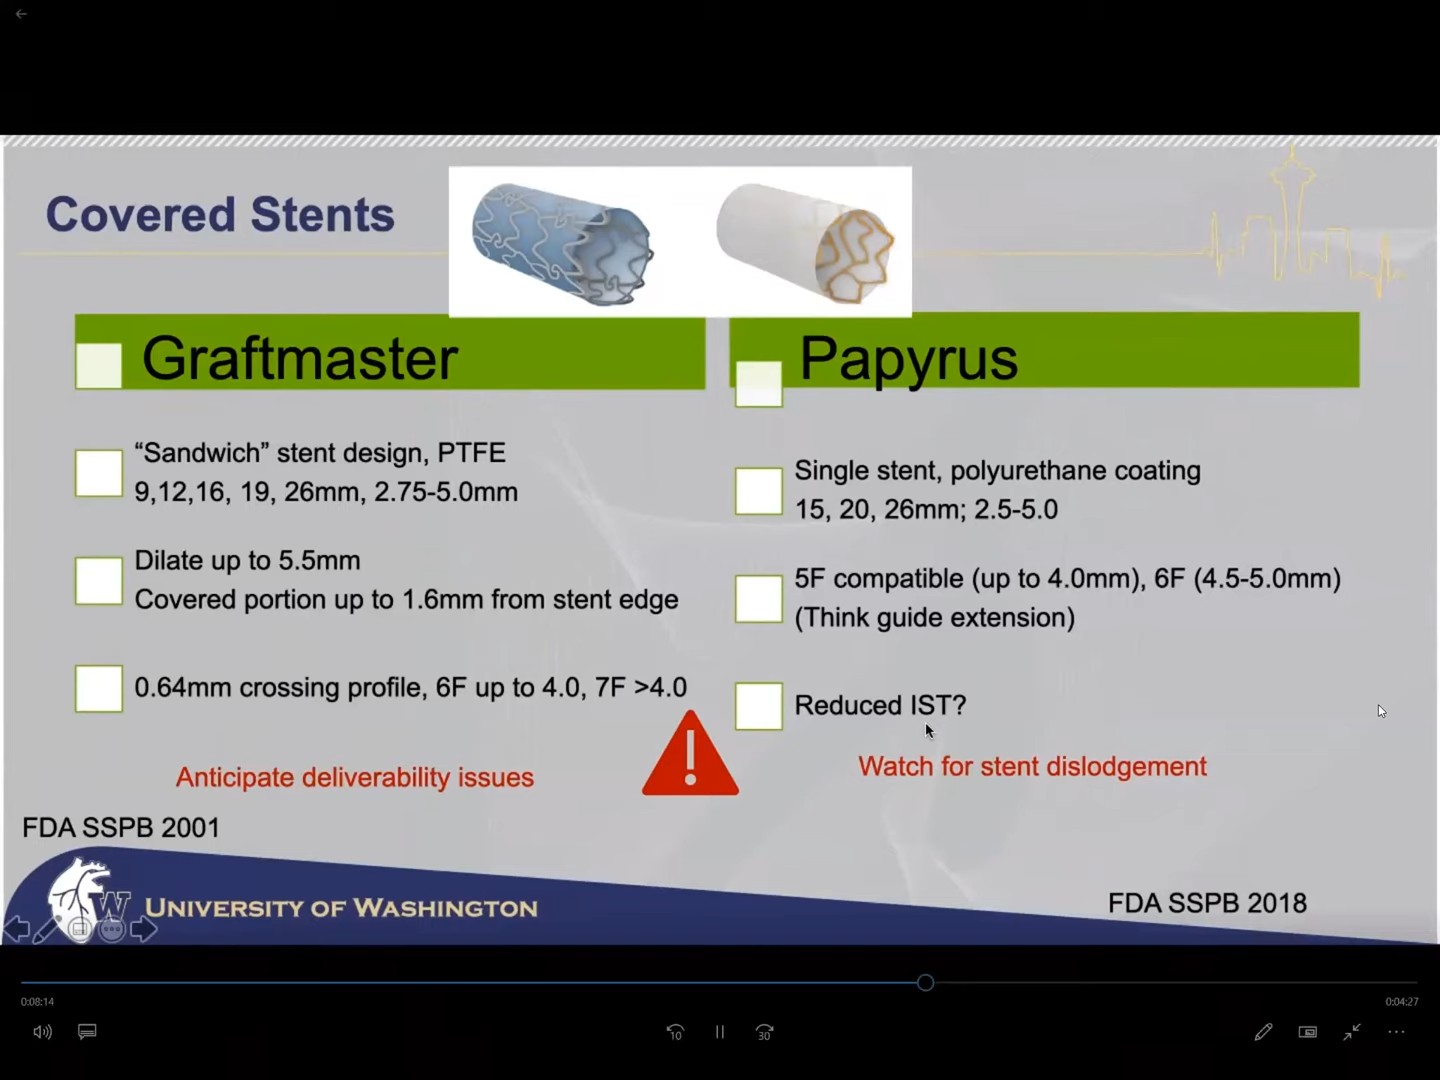 Covered Stents
Graftmaster
“Sandwich” stent design, PTFE
9,12,16, 19, 26mm, 2.75-5.0mm
Dilate up to 5.5mm
Covered portion up to 1.6mm from stent edge
0.64mm crossing profile, 6F up to 4.0, 7F >4.0
Anticipate deliverability issues
FDA SSPB 2001
Papyrus
Single stent, polyurethane coating
15, 20, 26mm; 2.5-5.0
5F compatible (up to 4.0mm), 6F (4.5-5.0mm)
(Think guide extension)
Reduced IST?
Watch for stent dislodgement
FDA SSPB 2018
W
UNIVERSITY OF WASHINGTON
0:08:14
0:04:27
10
30